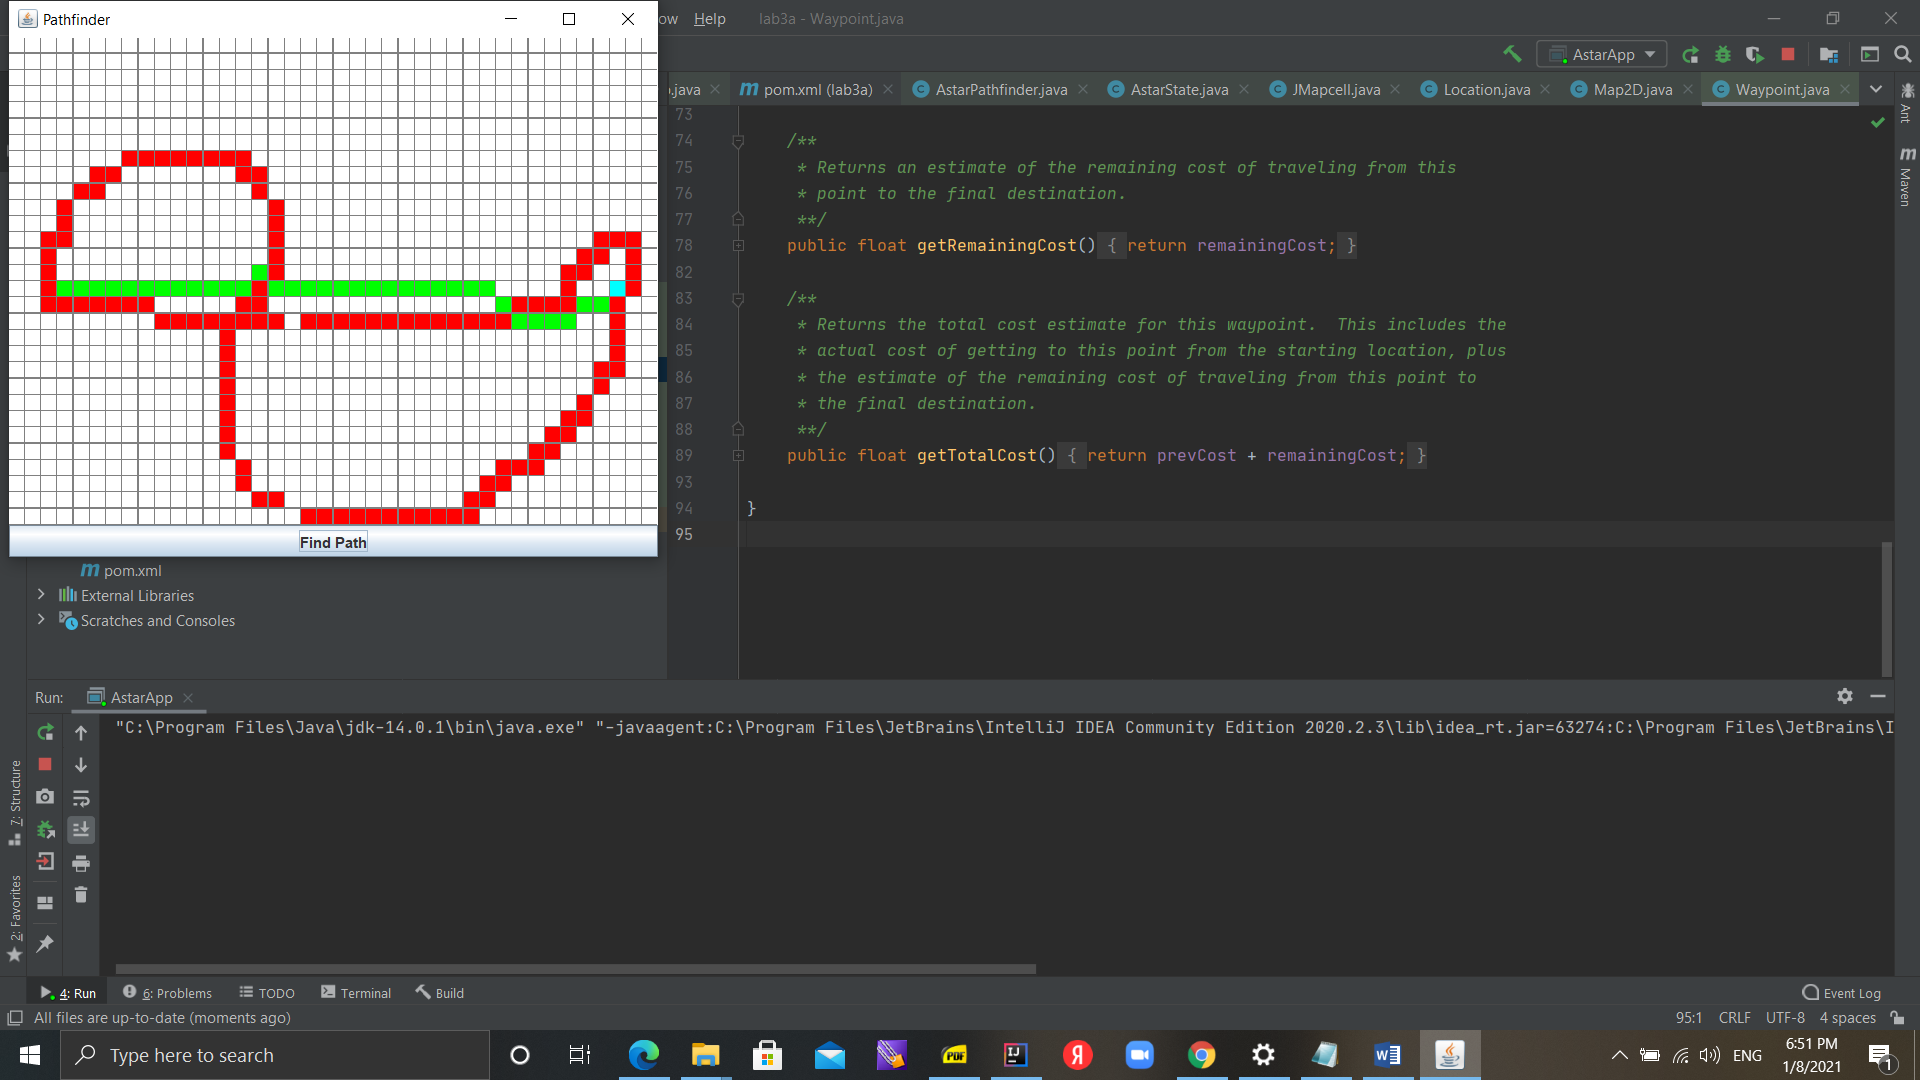 Pathfinder
ow Help lab3a - Waypoint.java
AstarApp
.java pom.xml (lab3a) AstarPathfinder.java AstarState.java JMapcell.java Location.java Map2D.java Waypoint.java
73
74 /**
75 * Returns an estimate of the remaining cost of traveling from this
76 * point to the final destination.
77 **/
78 public float getRemainingCost() { return remainingCost; }
82
83 /**
84 * Returns the total cost estimate for this waypoint.  This includes the
85 * actual cost of getting to this point from the starting location, plus
86 * the estimate of the remaining cost of traveling from this point to
87 * the final destination.
88 **/
89 public float getTotalCost() { return prevCost + remainingCost; }
93
94 }
95
Ant
m Maven
Find Path
pom.xml
External Libraries
Scratches and Consoles
Run: AstarApp
"C:\Program Files\Java\jdk-14.0.1\bin\java.exe" "-javaagent:C:\Program Files\JetBrains\IntelliJ IDEA Community Edition 2020.2.3\lib\idea_rt.jar=63274:C:\Program Files\JetBrains\I
7: Structure
2: Favorites
4: Run 6: Problems TODO Terminal Build Event Log
All files are up-to-date (moments ago) 95:1 CRLF UTF-8 4 spaces
Type here to search
PDF
IJ
Я
W
ENG
6:51 PM
1/8/2021
1